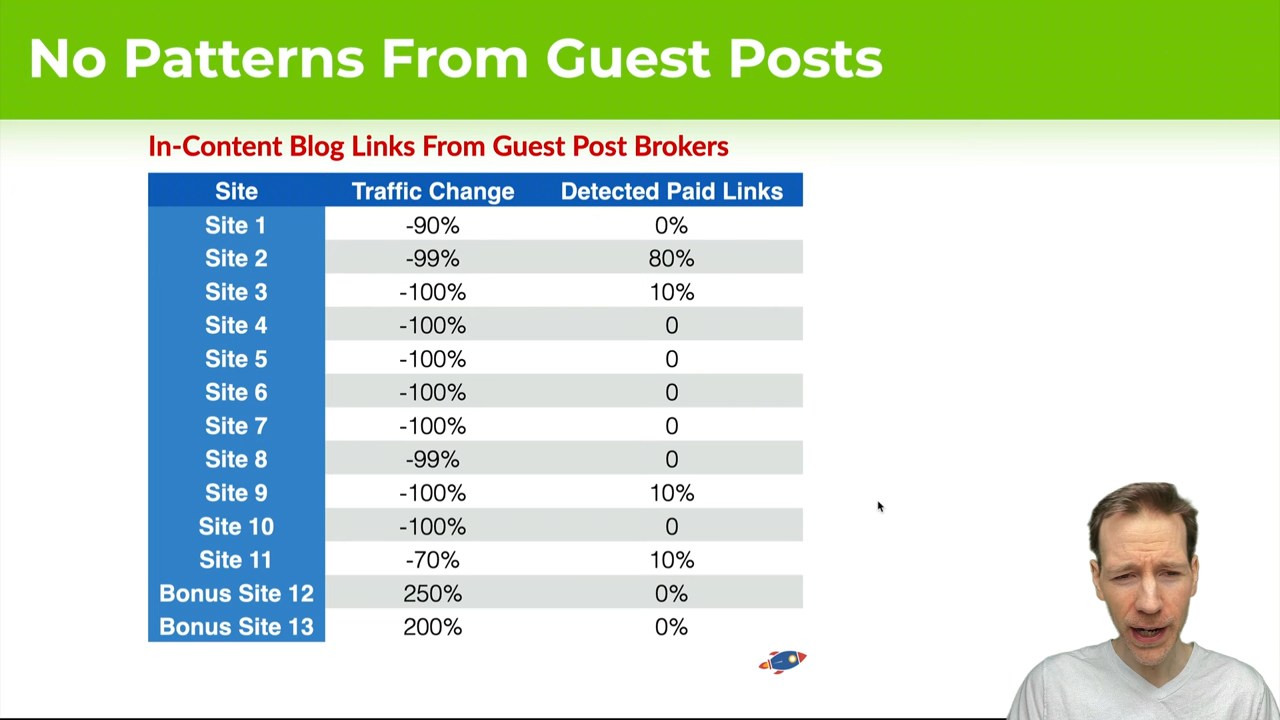 No Patterns From Guest Posts
In-Content Blog Links From Guest Post Brokers
Site Traffic Change Detected Paid Links
Site 1 -90% 0%
Site 2 -99% 80%
Site 3 -100% 10%
Site 4 -100% 0
Site 5 -100% 0
Site 6 -100% 0
Site 7 -100% 0
Site 8 -99% 0
Site 9 -100% 10%
Site 10 -100% 0
Site 11 -70% 10%
Bonus Site 12 250% 0%
Bonus Site 13 200% 0%